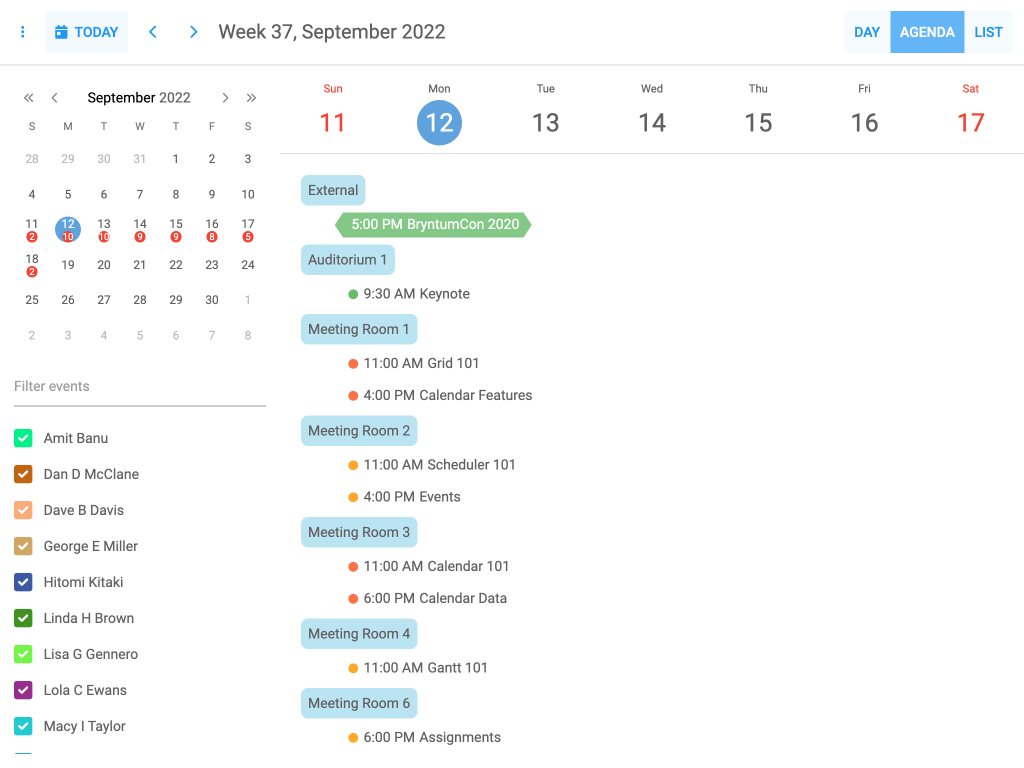 TODAY
Week 37, September 2022
DAY AGENDA LIST
September 2022
S M T W T F S
28 29 30 31 1 2 3
4 5 6 7 8 9 10
11 12 13 14 15 16 17
2 10 10 9 9 8 5
18 19 20 21 22 23 24
2
25 26 27 28 29 30 1
2 3 4 5 6 7 8
Filter events
Amit Banu
Dan D McClane
Dave B Davis
George E Miller
Hitomi Kitaki
Linda H Brown
Lisa G Gennero
Lola C Ewans
Macy I Taylor
Sun Mon Tue Wed Thu Fri Sat
11 12 13 14 15 16 17
External
5:00 PM BryntumCon 2020
Auditorium 1
9:30 AM Keynote
Meeting Room 1
11:00 AM Grid 101
4:00 PM Calendar Features
Meeting Room 2
11:00 AM Scheduler 101
4:00 PM Events
Meeting Room 3
11:00 AM Calendar 101
6:00 PM Calendar Data
Meeting Room 4
11:00 AM Gantt 101
Meeting Room 6
6:00 PM Assignments